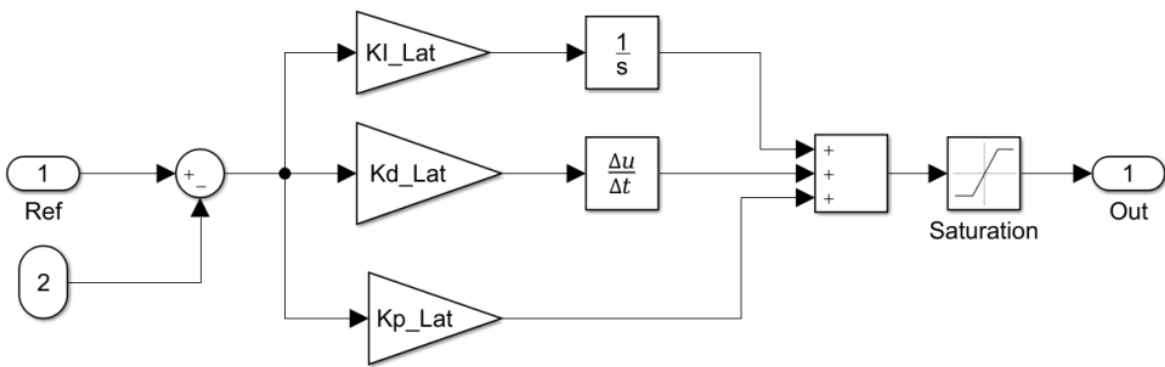 KI_Lat
1
s
1
Ref
+
−
Kd_Lat
Δu
Δt
+
+
+
Saturation
1
Out
2
Kp_Lat